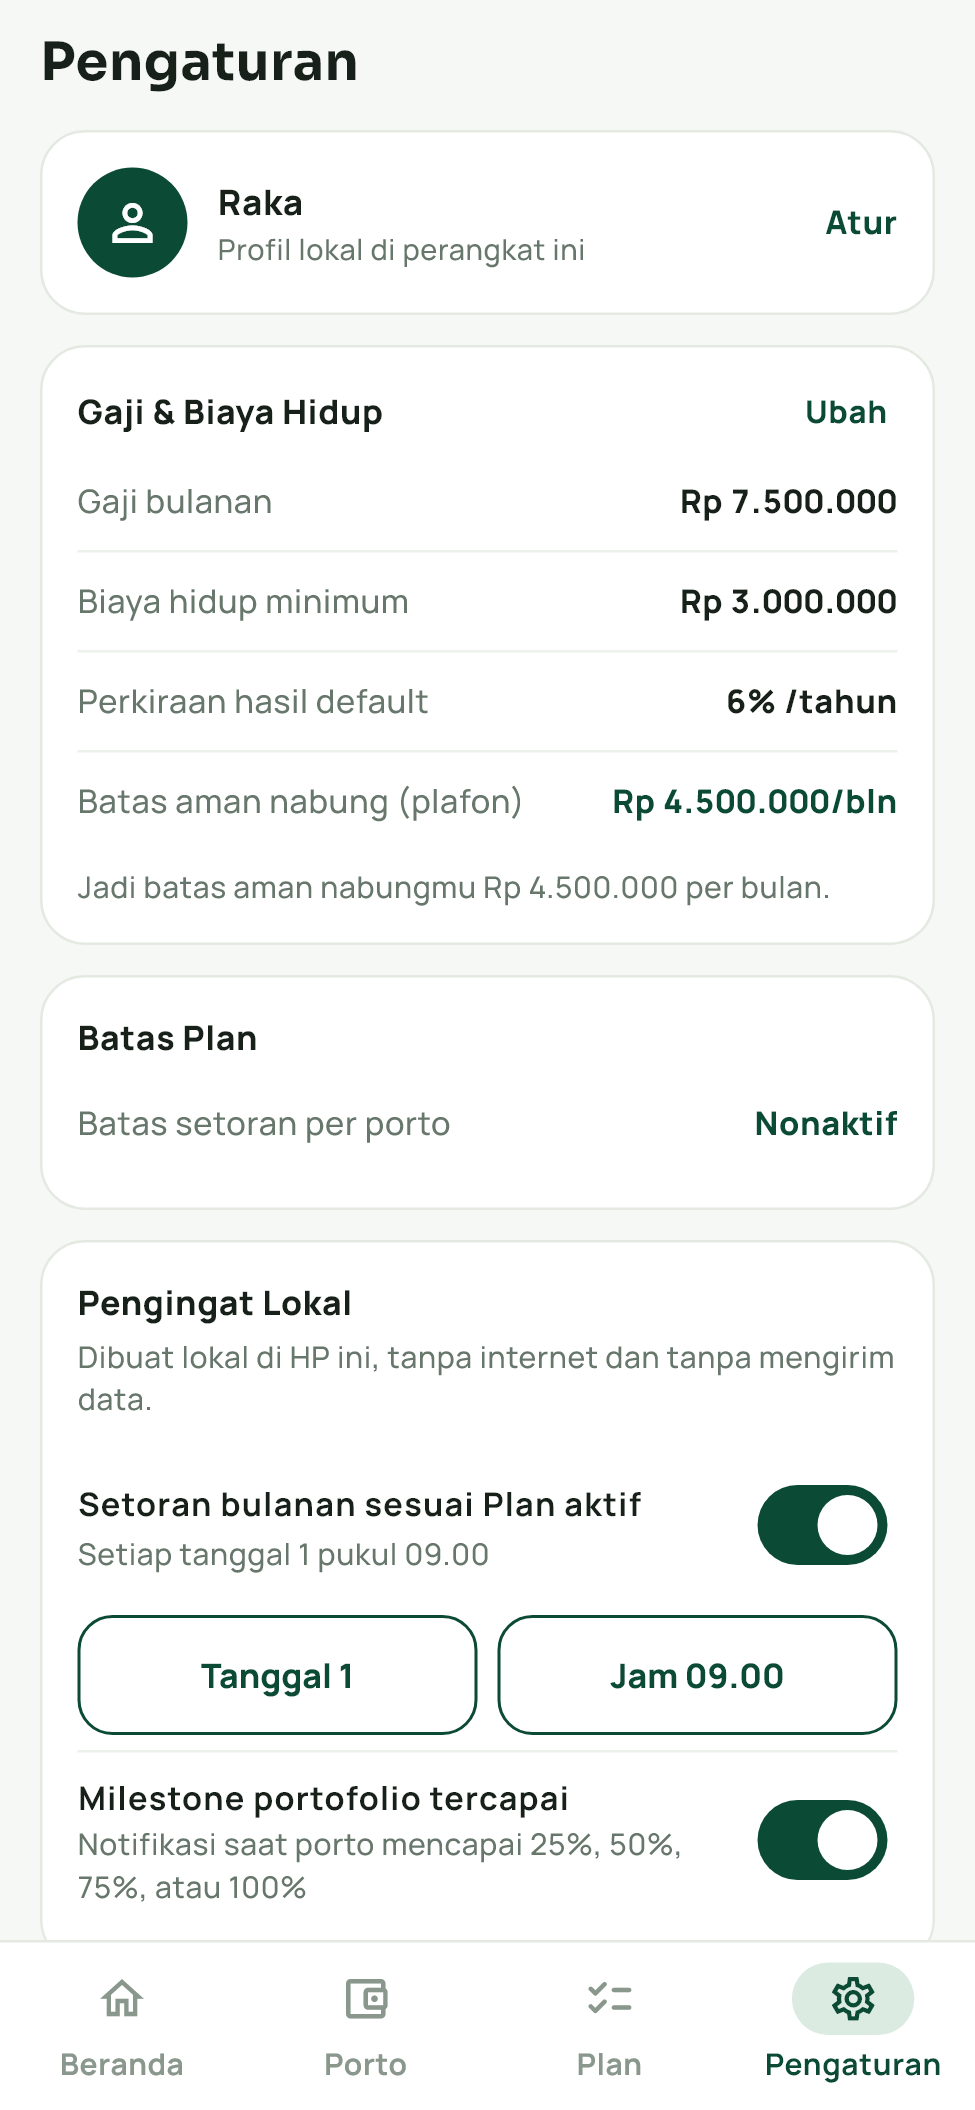 Pengaturan
Raka
Profil lokal di perangkat ini
Atur
Gaji & Biaya Hidup
Ubah
Gaji bulanan
Rp 7.500.000
Biaya hidup minimum
Rp 3.000.000
Perkiraan hasil default
6% /tahun
Batas aman nabung (plafon)
Rp 4.500.000/bln
Jadi batas aman nabungmu Rp 4.500.000 per bulan.
Batas Plan
Batas setoran per porto
Nonaktif
Pengingat Lokal
Dibuat lokal di HP ini, tanpa internet dan tanpa mengirim
data.
Setoran bulanan sesuai Plan aktif
Setiap tanggal 1 pukul 09.00
Tanggal 1
Jam 09.00
Milestone portofolio tercapai
Notifikasi saat porto mencapai 25%, 50%,
75%, atau 100%
Beranda
Porto
Plan
Pengaturan